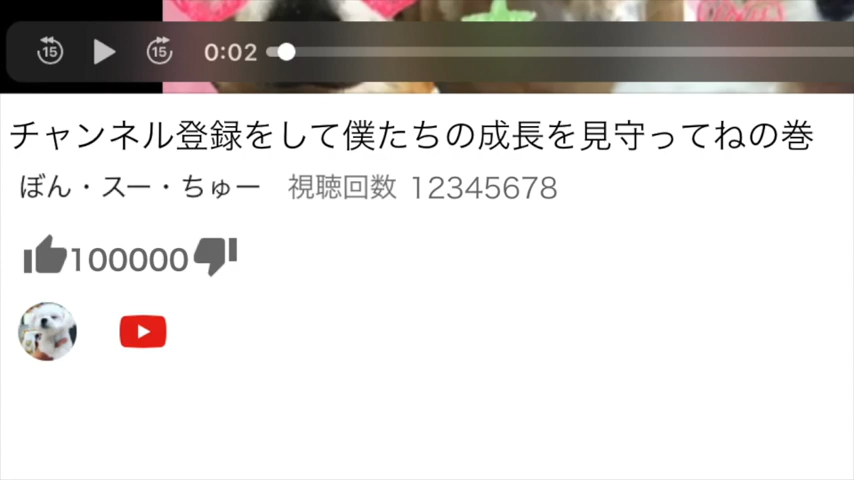 15 15 0:02
チャンネル登録をして僕たちの成長を見守ってねの巻
ぼん・スー・ちゅー 視聴回数 12345678
100000